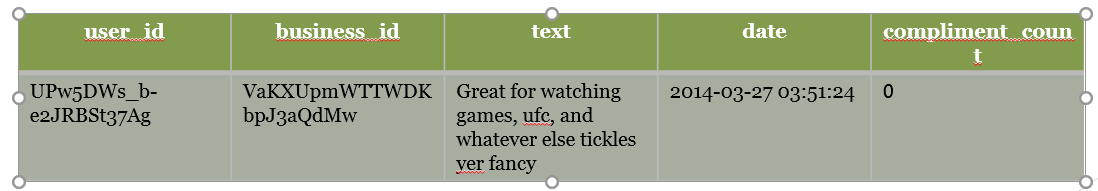 user_id business_id text date compliment_coun
t
UPw5DWs_b- VaKXUpmWTTWDK Great for watching 2014-03-27 03:51:24 0
e2JRBSt37Ag bpJ3aQdMw games, ufc, and
whatever else tickles
yer fancy